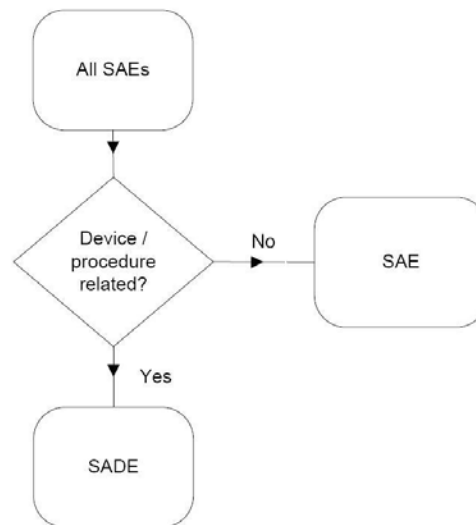 All SAEs
Device /
procedure
related?
No
SAE
Yes
SADE